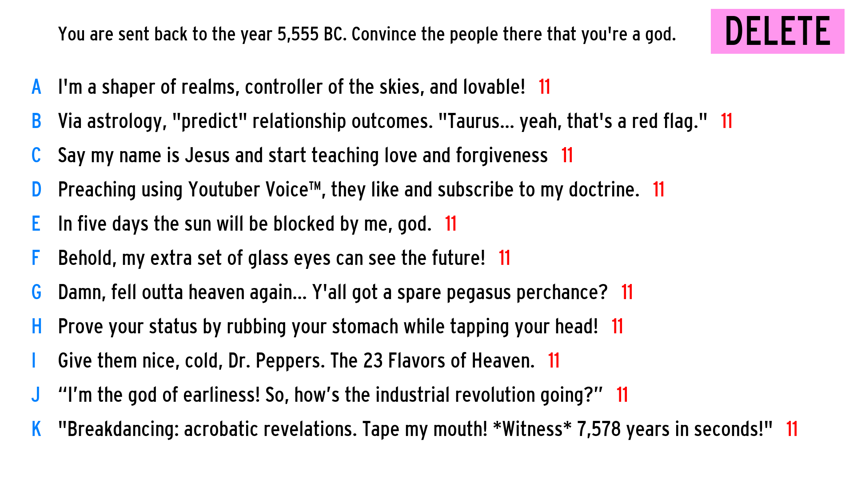 You are sent back to the year 5,555 BC. Convince the people there that you're a god.
DELETE
A I'm a shaper of realms, controller of the skies, and lovable! 11
B Via astrology, "predict" relationship outcomes. "Taurus... yeah, that's a red flag." 11
C Say my name is Jesus and start teaching love and forgiveness 11
D Preaching using Youtuber Voice™, they like and subscribe to my doctrine. 11
E In five days the sun will be blocked by me, god. 11
F Behold, my extra set of glass eyes can see the future! 11
G Damn, fell outta heaven again... Y'all got a spare pegasus perchance? 11
H Prove your status by rubbing your stomach while tapping your head! 11
I Give them nice, cold, Dr. Peppers. The 23 Flavors of Heaven. 11
J “I’m the god of earliness! So, how’s the industrial revolution going?” 11
K "Breakdancing: acrobatic revelations. Tape my mouth! *Witness* 7,578 years in seconds!" 11